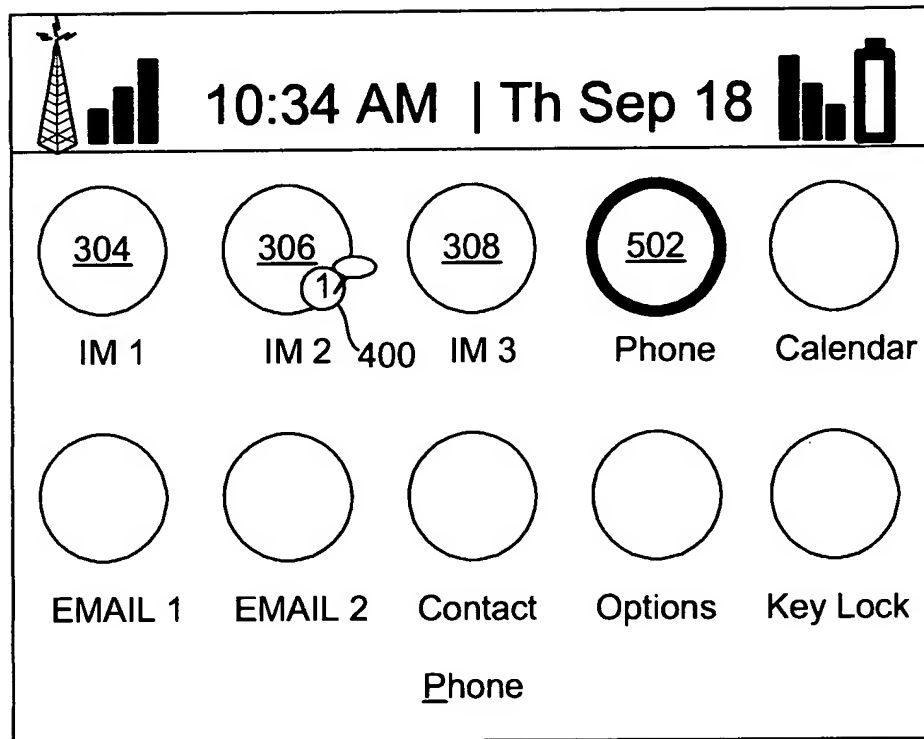 10:34 AM | Th Sep 18
304 306 308 502
1
IM 1 IM 2 400 IM 3 Phone Calendar
EMAIL 1 EMAIL 2 Contact Options Key Lock
Phone